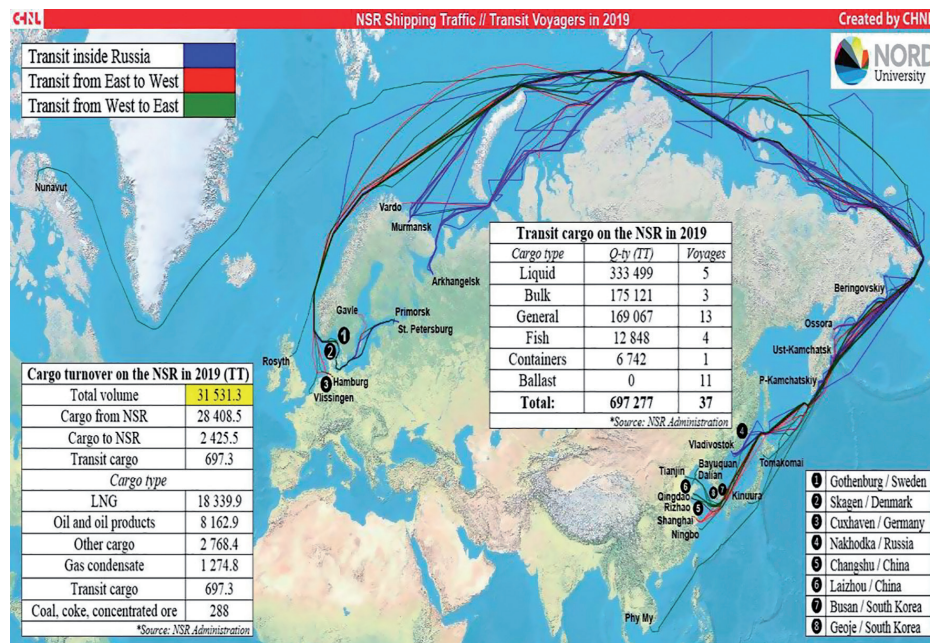 CHNL
NSR Shipping Traffic // Transit Voyagers in 2019
Created by CHNL
NORD
University
Transit inside Russia
Transit from East to West
Transit from West to East
Nunavut
Vardo
Murmansk
Arkhangelsk
Gavle
Primorsk
St. Petersburg
1
2
Rosyth
Hamburg
3
Vlissingen
Beringovskiy
Ossora
Ust-Kamchatsk
P-Kamchatskiy
4
Vladivostok
Tomakomai
Bayuquan
Dalian
Tianjin
6
8
7
Kinuura
Qingdao
Rizhao
5
Shanghai
Ningbo
Phy My
Transit cargo on the NSR in 2019
Cargo type Q-ty (TT) Voyages
Liquid 333 499 5
Bulk 175 121 3
General 169 067 13
Fish 12 848 4
Containers 6 742 1
Ballast 0 11
Total: 697 277 37
*Source: NSR Administration
Cargo turnover on the NSR in 2019 (TT)
Total volume 31 531.3
Cargo from NSR 28 408.5
Cargo to NSR 2 425.5
Transit cargo 697.3
Cargo type
LNG 18 339.9
Oil and oil products 8 162.9
Other cargo 2 768.4
Gas condensate 1 274.8
Transit cargo 697.3
Coal, coke, concentrated ore 288
*Source: NSR Administration
1 Gothenburg / Sweden
2 Skagen / Denmark
3 Cuxhaven / Germany
4 Nakhodka / Russia
5 Changshu / China
6 Laizhou / China
7 Busan / South Korea
8 Geoje / South Korea